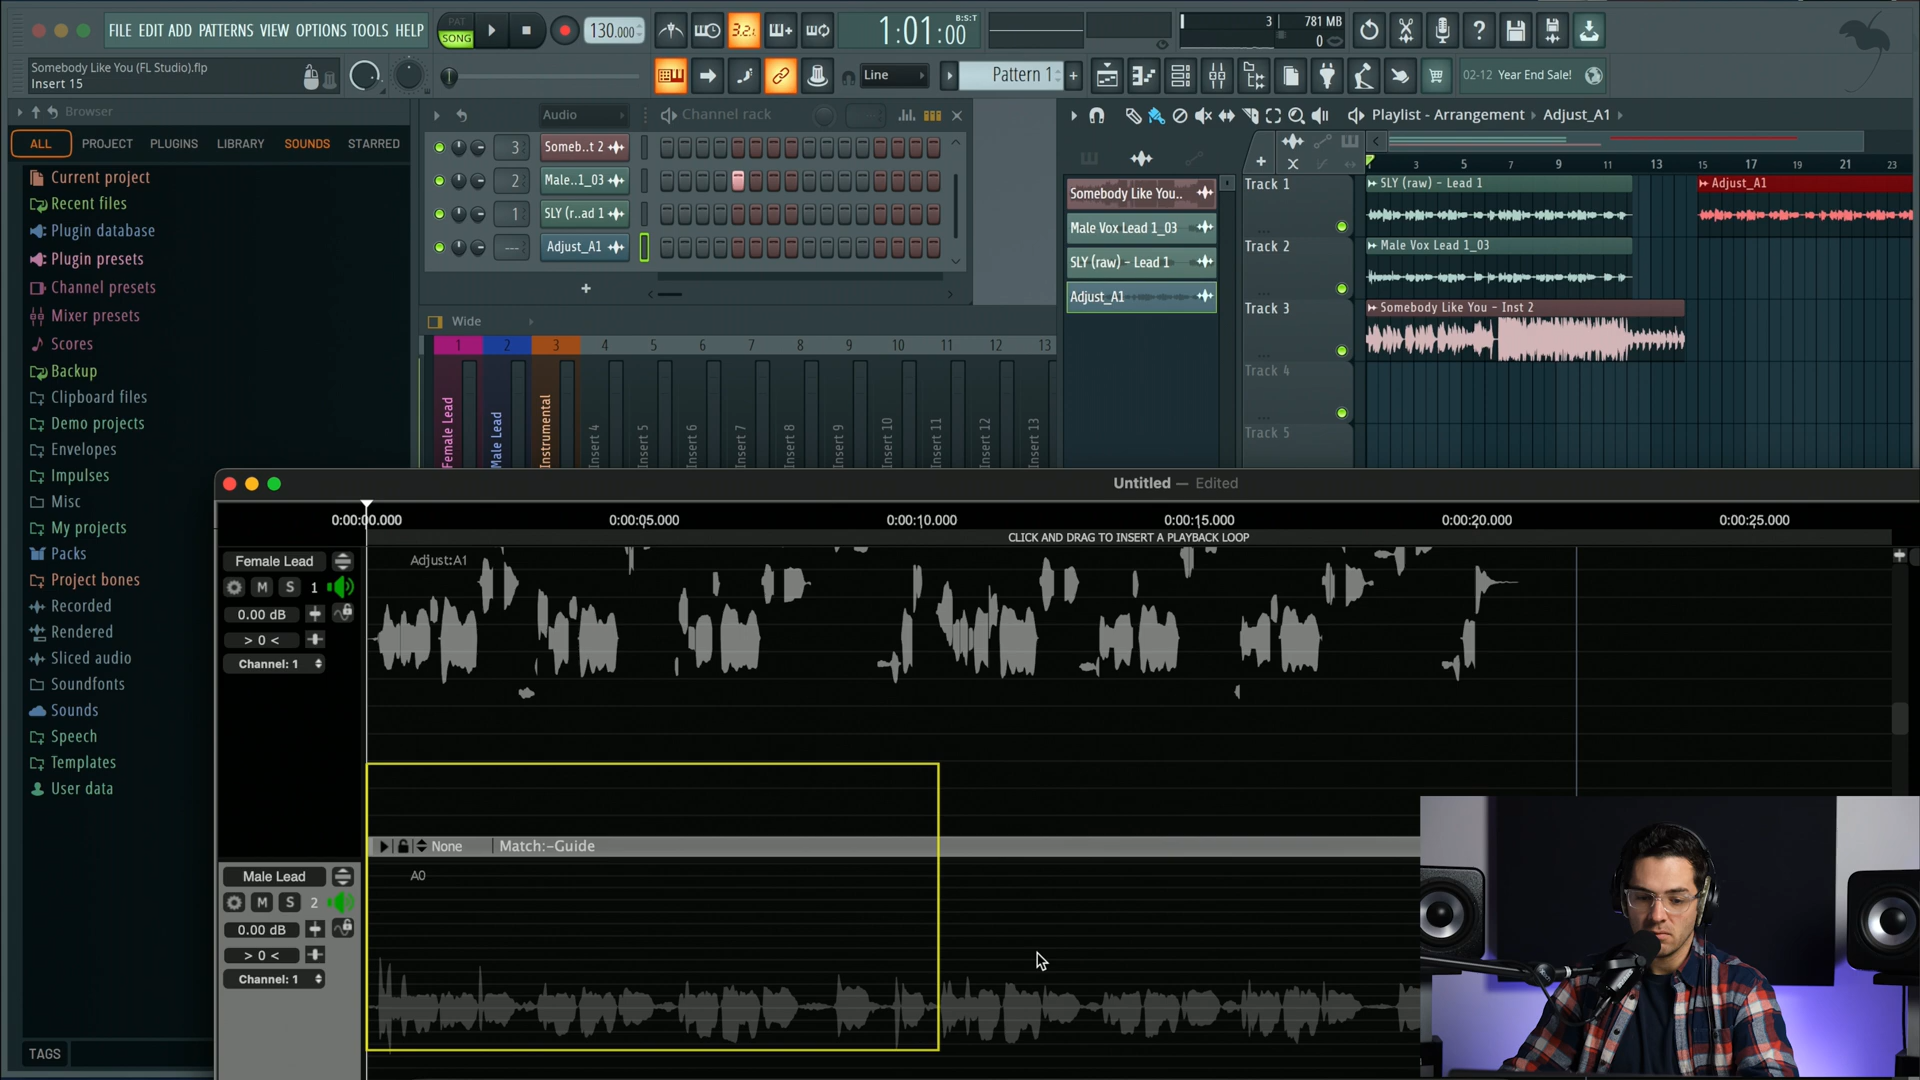 FILE EDIT ADD PATTERNS VIEW OPTIONS TOOLS HELP
PAT
SONG
130.000
3.2.
1:01:00
B:S:T
3
781 MB
0
Somebody Like You (FL Studio).flp
Insert 15
Line
Pattern 1
02-12 Year End Sale!
Browser
ALL
PROJECT
PLUGINS
LIBRARY
SOUNDS
STARRED
Current project
Recent files
Plugin database
Plugin presets
Channel presets
Mixer presets
Scores
Backup
Clipboard files
Demo projects
Envelopes
Impulses
Misc
My projects
Packs
Project bones
Recorded
Rendered
Sliced audio
Soundfonts
Sounds
Speech
Templates
User data
TAGS
Audio
Channel rack
3
Someb..t 2
2
Male..1_03
1
SLY (r..ad 1
---
Adjust_A1
Wide
1 2 3 4 5 6 7 8 9 10 11 12 13
Female Lead
Male Lead
Instrumental
Insert 4
Insert 5
Insert 6
Insert 7
Insert 8
Insert 9
Insert 10
Insert 11
Insert 12
Insert 13
Playlist - Arrangement
Adjust_A1
Somebody Like You..
Male Vox Lead 1_03
SLY (raw) - Lead 1
Adjust_A1
3 5 7 9 11 13 15 17 19 21 23
Track 1
SLY (raw) - Lead 1
Adjust_A1
Track 2
Male Vox Lead 1_03
Track 3
Somebody Like You - Inst 2
Track 4
Track 5
Untitled — Edited
0:00:00.000
0:00:05.000
0:00:10.000
0:00:15.000
0:00:20.000
0:00:25.000
CLICK AND DRAG TO INSERT A PLAYBACK LOOP
Female Lead
Adjust:A1
M S 1
0.00 dB
> 0 <
Channel: 1
None
Match:-Guide
Male Lead
A0
M S 2
0.00 dB
> 0 <
Channel: 1